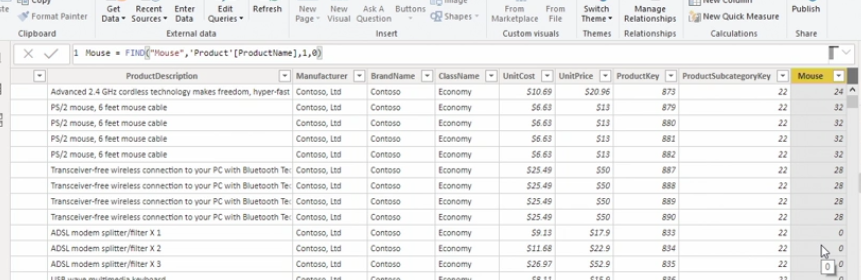 Copy
Format Painter
Get Data
Recent Sources
Enter Data
Edit Queries
Refresh
New Page
New Visual
Ask A Question
Buttons
Image
Shapes
From Marketplace
From File
Switch Theme
Manage Relationships
New Column
New Quick Measure
Publish
Clipboard
External data
Insert
Custom visuals
Themes
Relationships
Calculations
Share
1 Mouse = FIND("Mouse",'Product'[ProductName],1,0)
ProductDescription Manufacturer BrandName ClassName UnitCost UnitPrice ProductKey ProductSubcategoryKey Mouse
Advanced 2.4 GHz cordless technology makes freedom, hyper-fast Contoso, Ltd Contoso Economy $10.69 $20.96 873 22 24
PS/2 mouse, 6 feet mouse cable Contoso, Ltd Contoso Economy $6.63 $13 879 22 32
PS/2 mouse, 6 feet mouse cable Contoso, Ltd Contoso Economy $6.63 $13 880 22 32
PS/2 mouse, 6 feet mouse cable Contoso, Ltd Contoso Economy $6.63 $13 881 22 32
PS/2 mouse, 6 feet mouse cable Contoso, Ltd Contoso Economy $6.63 $13 882 22 32
Transceiver-free wireless connection to your PC with Bluetooth Te Contoso, Ltd Contoso Economy $25.49 $50 887 22 28
Transceiver-free wireless connection to your PC with Bluetooth Te Contoso, Ltd Contoso Economy $25.49 $50 888 22 28
Transceiver-free wireless connection to your PC with Bluetooth Te Contoso, Ltd Contoso Economy $25.49 $50 889 22 28
Transceiver-free wireless connection to your PC with Bluetooth Te Contoso, Ltd Contoso Economy $25.49 $50 890 22 28
ADSL modem splitter/filter X 1 Contoso, Ltd Contoso Economy $9.13 $17.9 833 22 0
ADSL modem splitter/filter X 2 Contoso, Ltd Contoso Economy $11.68 $22.9 834 22 0
ADSL modem splitter/filter X 3 Contoso, Ltd Contoso Economy $26.97 $52.9 835 22 0
0
USB wave multimedia keyboard Contoso, Ltd Contoso Economy $8.11 $15.9 836 22